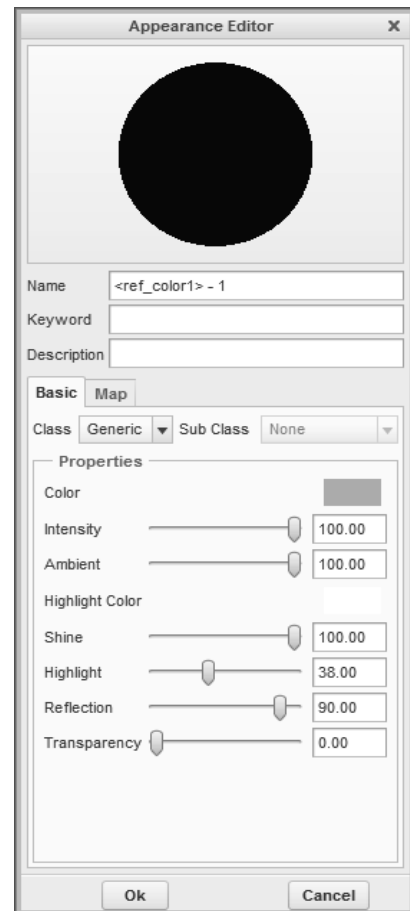 Appearance Editor x
Name <ref_color1> - 1
Keyword
Description
Basic Map
Class Generic Sub Class None
Properties
Color
Intensity 100.00
Ambient 100.00
Highlight Color
Shine 100.00
Highlight 38.00
Reflection 90.00
Transparency 0.00
Ok Cancel